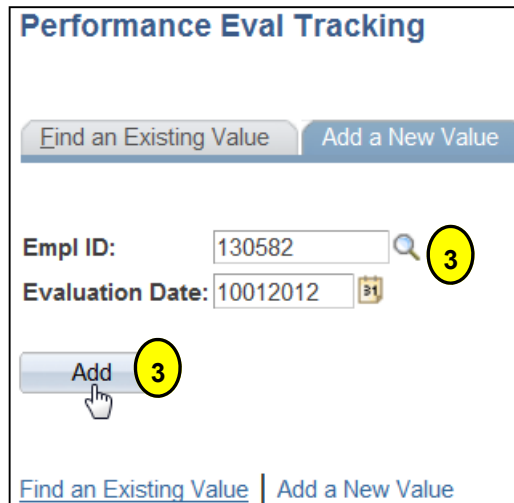 Performance Eval Tracking
Find an Existing Value Add a New Value
Empl ID: 130582 3
Evaluation Date: 10012012 31
Add 3
Find an Existing Value | Add a New Value